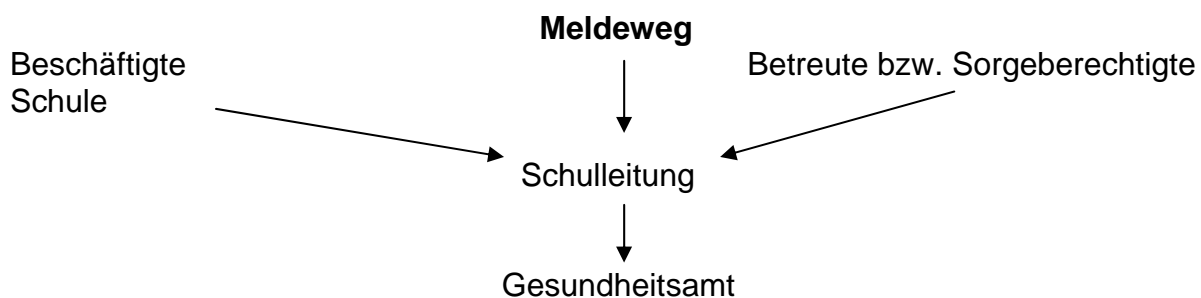 Meldeweg
Beschäftigte
Schule
Betreute bzw. Sorgeberechtigte
Schulleitung
Gesundheitsamt